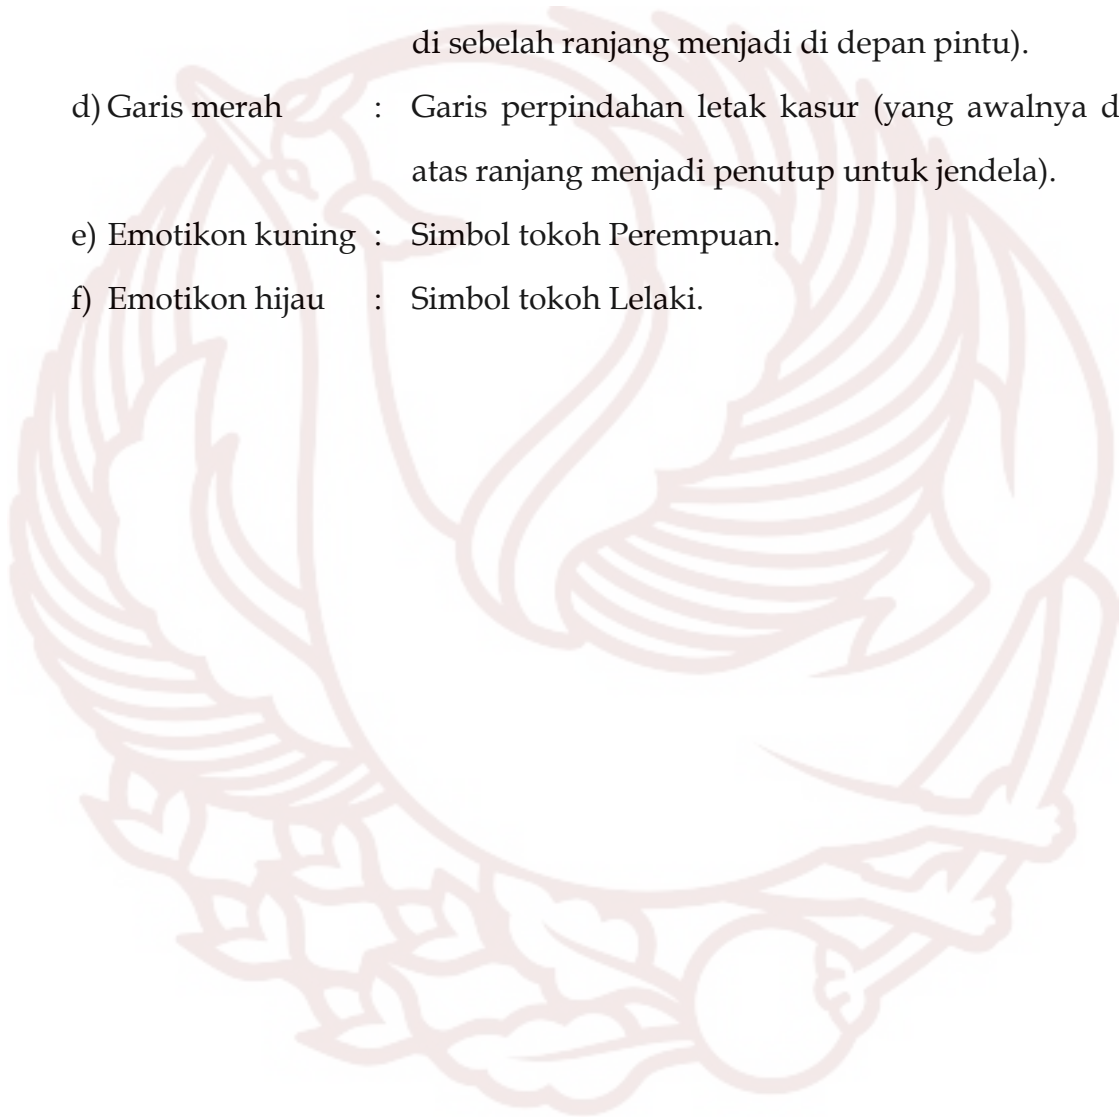 di sebelah ranjang menjadi di depan pintu).
d) Garis merah : Garis perpindahan letak kasur (yang awalnya d
atas ranjang menjadi penutup untuk jendela).
e) Emotikon kuning : Simbol tokoh Perempuan.
f) Emotikon hijau : Simbol tokoh Lelaki.